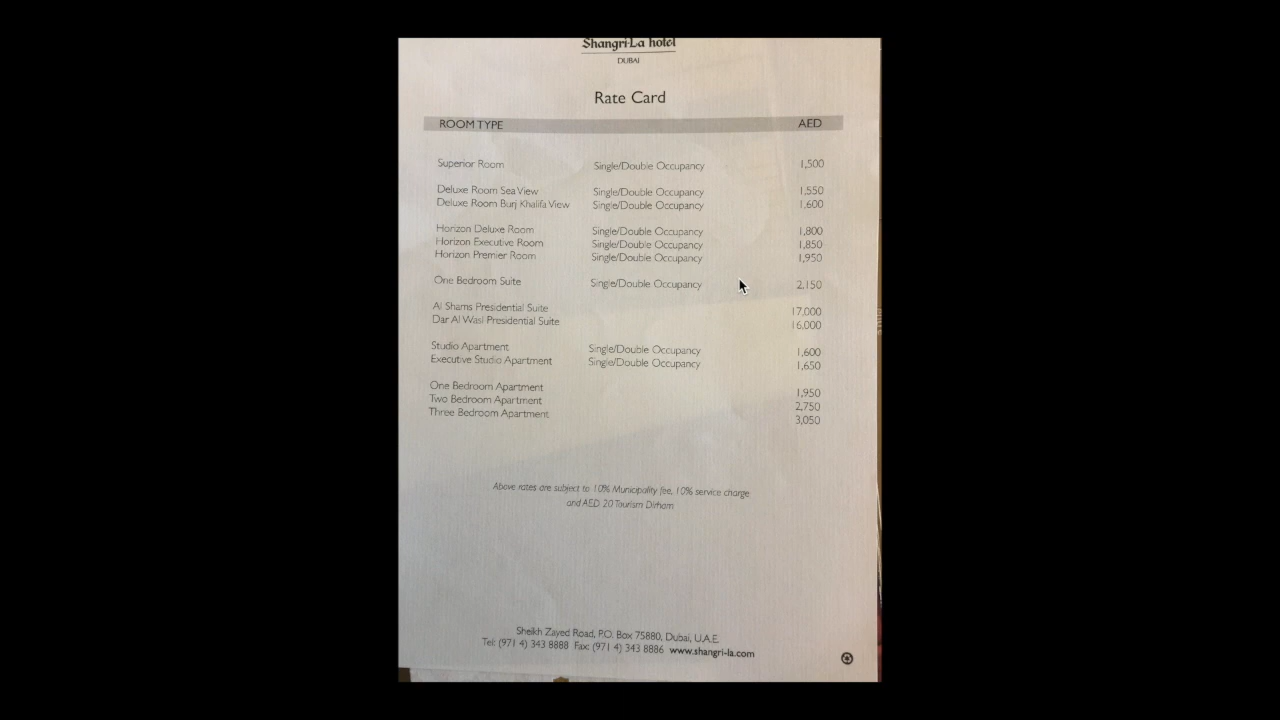 Shangri-La hotel
DUBAI
Rate Card
ROOM TYPE AED
Superior Room Single/Double Occupancy 1,500
Deluxe Room Sea View Single/Double Occupancy 1,550
Deluxe Room Burj Khalifa View Single/Double Occupancy 1,600
Horizon Deluxe Room Single/Double Occupancy 1,800
Horizon Executive Room Single/Double Occupancy 1,850
Horizon Premier Room Single/Double Occupancy 1,950
One Bedroom Suite Single/Double Occupancy 2,150
Al Shams Presidential Suite 17,000
Dar Al Wasl Presidential Suite 16,000
Studio Apartment Single/Double Occupancy 1,600
Executive Studio Apartment Single/Double Occupancy 1,650
One Bedroom Apartment 1,950
Two Bedroom Apartment 2,750
Three Bedroom Apartment 3,050
Above rates are subject to 10% Municipality fee, 10% service charge
and AED 20 Tourism Dirham
Sheikh Zayed Road, P.O. Box 75880, Dubai, U.A.E.
Tel: (971 4) 343 8888 Fax: (971 4) 343 8886 www.shangri-la.com